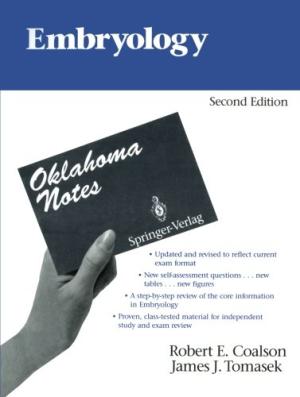 Embryology
Second Edition
Oklahoma
Notes
Springer-Verlag
• Updated and revised to reflect current
exam format
• New self-assessment questions . . . new
tables . . . new figures
• A step-by-step review of the core information
in Embryology
• Proven, class-tested material for independent
study and exam review
Robert E. Coalson
James J. Tomasek